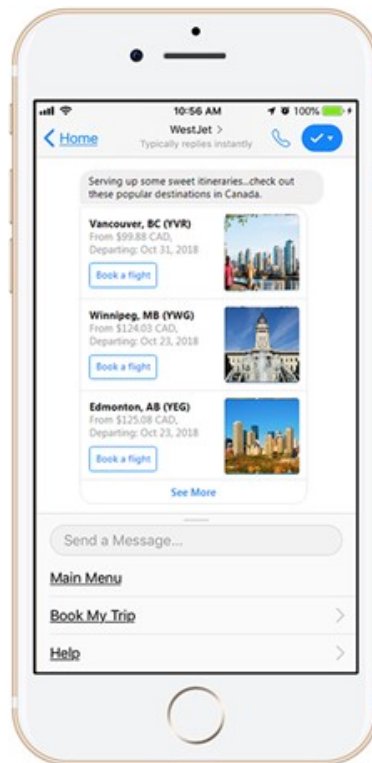 10:56 AM
100%
Home
WestJet >
Typically replies instantly
Serving up some sweet itineraries...check out
these popular destinations in Canada.
Vancouver, BC (YVR)
From $99.88 CAD,
Departing: Oct 31, 2018
Book a flight
Winnipeg, MB (YWG)
From $124.03 CAD,
Departing: Oct 23, 2018
Book a flight
Edmonton, AB (YEG)
From $125.08 CAD,
Departing: Oct 23, 2018
Book a flight
See More
Send a Message...
Main Menu
Book My Trip
Help